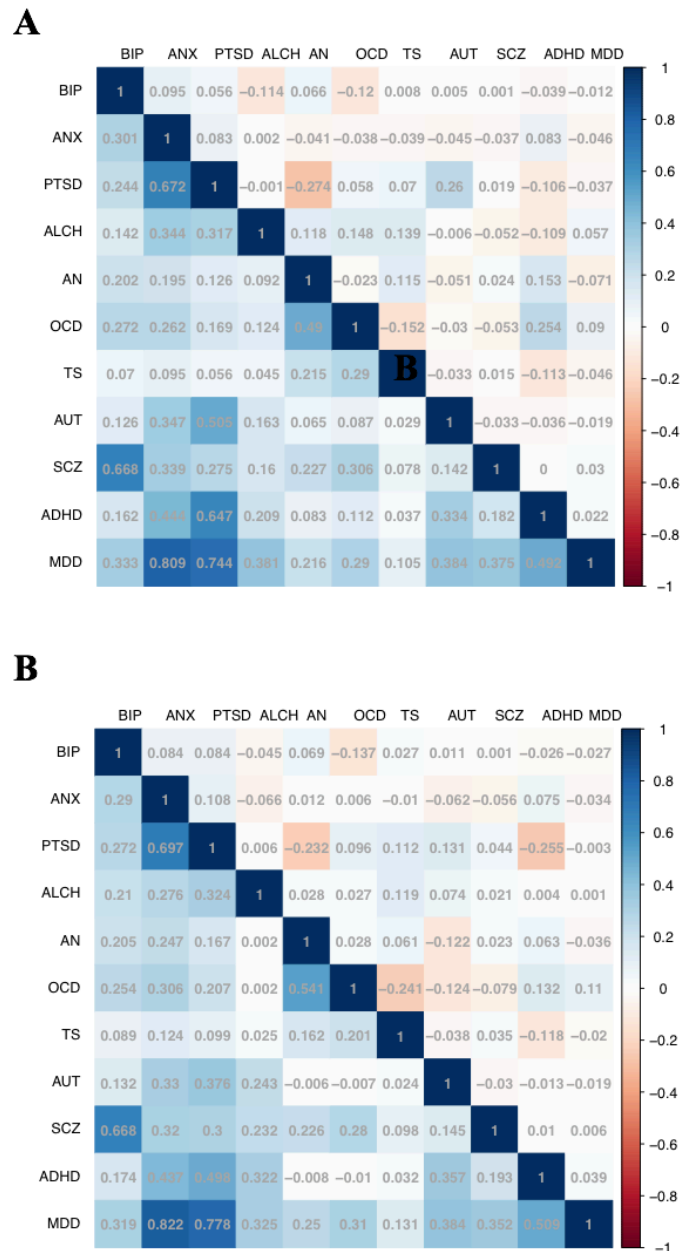 A
BIP ANX PTSD ALCH AN OCD TS AUT SCZ ADHD MDD
BIP 1 0.095 0.056 −0.114 0.066 −0.12 0.008 0.005 0.001 −0.039 −0.012 1
ANX 0.301 1 0.083 0.002 −0.041 −0.038 −0.039 −0.045 −0.037 0.083 −0.046 0.8
PTSD 0.244 0.672 1 −0.001 −0.274 0.058 0.07 0.26 0.019 −0.106 −0.037 0.6
ALCH 0.142 0.344 0.317 1 0.118 0.148 0.139 −0.006 −0.052 −0.109 0.057 0.4
AN 0.202 0.195 0.126 0.092 1 −0.023 0.115 −0.051 0.024 0.153 −0.071 0.2
OCD 0.272 0.262 0.169 0.124 0.49 1 −0.152 −0.03 −0.053 0.254 0.09 0
TS 0.07 0.095 0.056 0.045 0.215 0.29 B −0.033 0.015 −0.113 −0.046 −0.2
AUT 0.126 0.347 0.505 0.163 0.065 0.087 0.029 1 −0.033 −0.036 −0.019 −0.4
SCZ 0.668 0.339 0.275 0.16 0.227 0.306 0.078 0.142 1 0 0.03 −0.6
ADHD 0.162 0.647 0.209 0.083 0.112 0.037 0.334 0.182 1 0.022 −0.8
MDD 0.333 0.809 0.744 0.381 0.216 0.29 0.105 0.384 0.375 0.492 1 −1
B
BIP ANX PTSD ALCH AN OCD TS AUT SCZ ADHD MDD
BIP 1 0.084 0.084 −0.045 0.069 −0.137 0.027 0.011 0.001 −0.026 −0.027 1
ANX 0.29 1 0.108 −0.066 0.012 0.006 −0.01 −0.062 −0.056 0.075 −0.034 0.8
PTSD 0.272 0.697 1 0.006 −0.232 0.096 0.112 0.131 0.044 −0.255 −0.003 0.6
ALCH 0.21 0.276 0.324 1 0.028 0.027 0.119 0.074 0.021 0.004 0.001 0.4
AN 0.205 0.247 0.167 0.002 1 0.028 0.061 −0.122 0.023 0.063 −0.036 0.2
OCD 0.254 0.306 0.207 0.002 0.541 1 −0.241 −0.124 −0.079 0.132 0.11 0
TS 0.089 0.124 0.099 0.025 0.162 0.201 1 −0.038 0.035 −0.118 −0.02 −0.2
AUT 0.132 0.33 0.376 0.243 −0.006 −0.007 0.024 1 −0.03 −0.013 −0.019 −0.4
SCZ 0.668 0.32 0.3 0.232 0.226 0.28 0.098 0.145 1 0.01 0.006 −0.6
ADHD 0.174 0.437 0.498 0.322 −0.008 −0.01 0.032 0.357 0.193 1 0.039 −0.8
MDD 0.319 0.822 0.778 0.325 0.25 0.31 0.131 0.384 0.352 0.509 1 −1